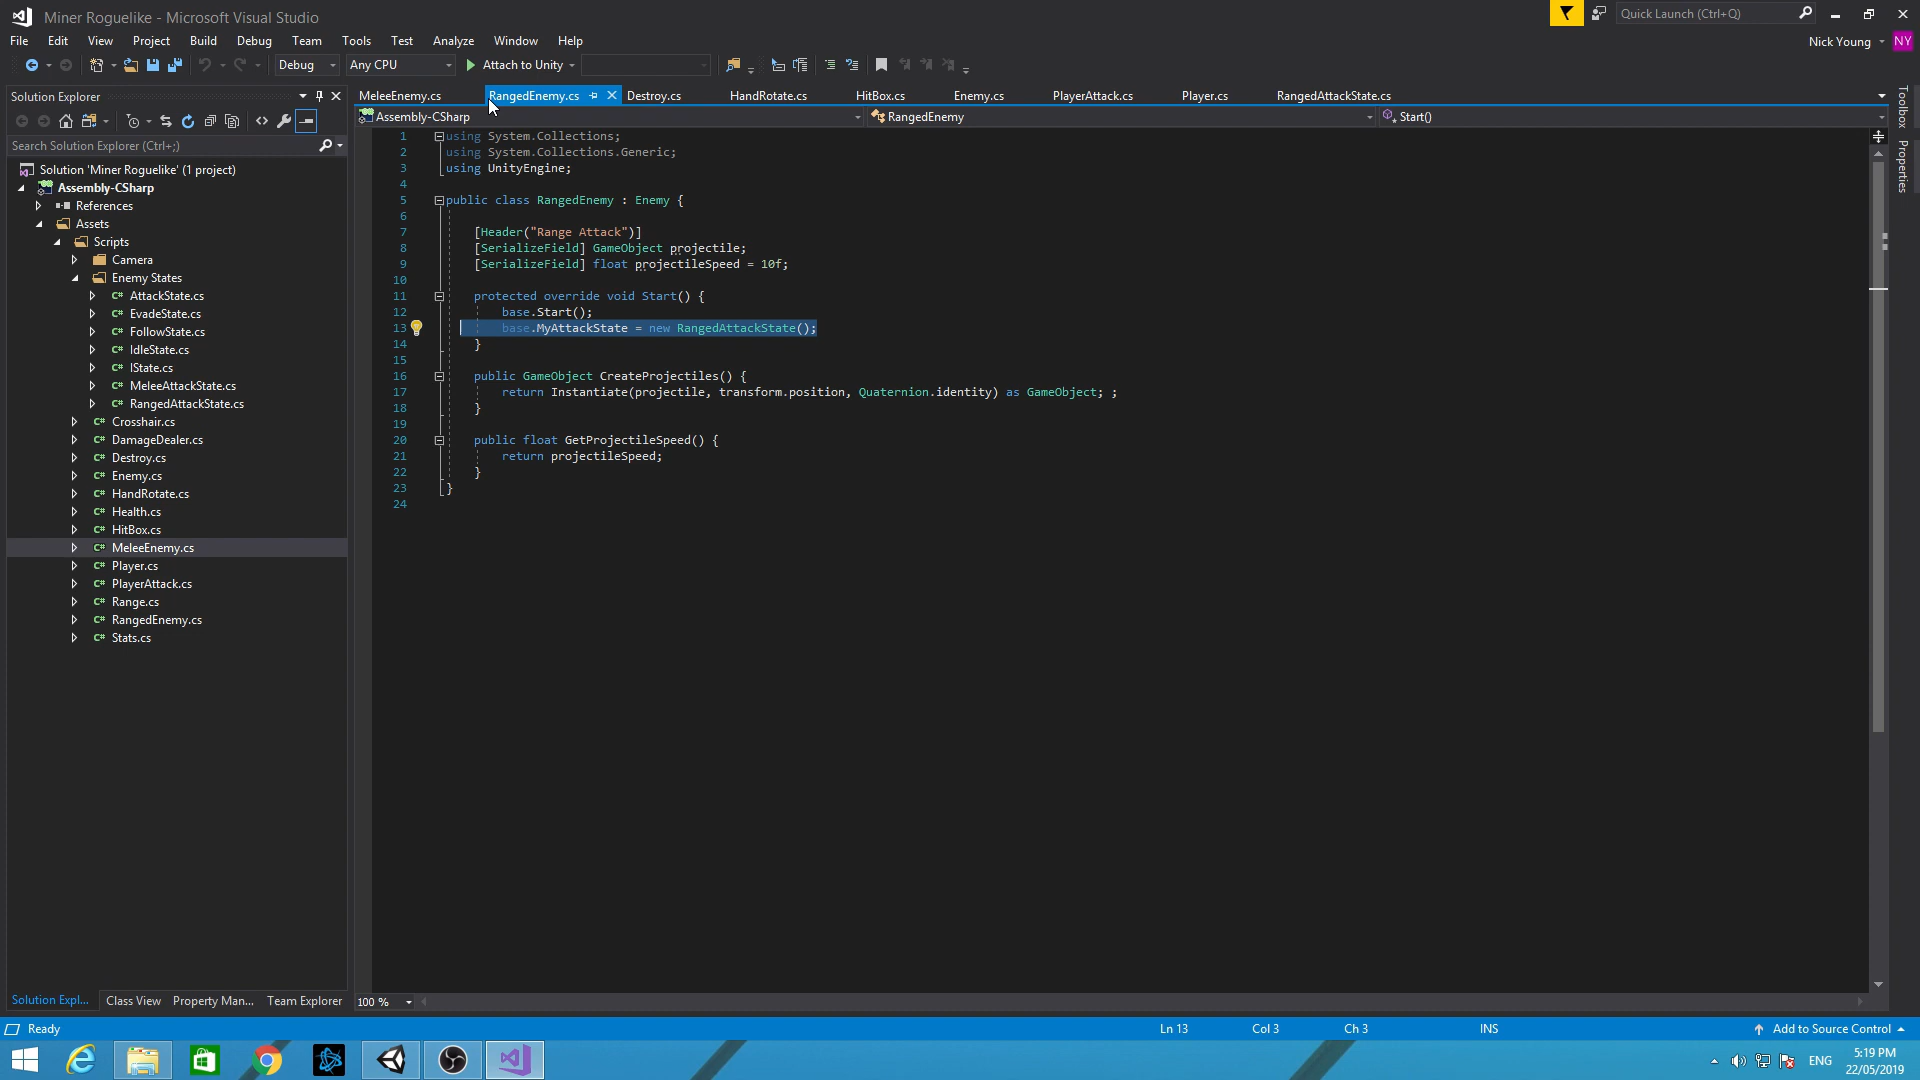 Miner Roguelike - Microsoft Visual Studio
Quick Launch (Ctrl+Q)
File Edit View Project Build Debug Team Tools Test Analyze Window Help
Nick Young NY
Debug Any CPU Attach to Unity
Solution Explorer
MeleeEnemy.cs RangedEnemy.cs Destroy.cs HandRotate.cs HitBox.cs Enemy.cs PlayerAttack.cs Player.cs RangedAttackState.cs
Assembly-CSharp RangedEnemy Start()
Toolbox
Properties
Search Solution Explorer (Ctrl+;)
Solution 'Miner Roguelike' (1 project)
Assembly-CSharp
References
Assets
Scripts
Camera
Enemy States
C# AttackState.cs
C# EvadeState.cs
C# FollowState.cs
C# IdleState.cs
C# IState.cs
C# MeleeAttackState.cs
C# RangedAttackState.cs
C# Crosshair.cs
C# DamageDealer.cs
C# Destroy.cs
C# Enemy.cs
C# HandRotate.cs
C# Health.cs
C# HitBox.cs
C# MeleeEnemy.cs
C# Player.cs
C# PlayerAttack.cs
C# Range.cs
C# RangedEnemy.cs
C# Stats.cs
1 using System.Collections;
2 using System.Collections.Generic;
3 using UnityEngine;
4
5 public class RangedEnemy : Enemy {
6
7 [Header("Range Attack")]
8 [SerializeField] GameObject projectile;
9 [SerializeField] float projectileSpeed = 10f;
10
11 protected override void Start() {
12 base.Start();
13 base.MyAttackState = new RangedAttackState();
14 }
15
16 public GameObject CreateProjectiles() {
17 return Instantiate(projectile, transform.position, Quaternion.identity) as GameObject; ;
18 }
19
20 public float GetProjectileSpeed() {
21 return projectileSpeed;
22 }
23 }
24
Solution Expl... Class View Property Man... Team Explorer
100 %
Ready Ln 13 Col 3 Ch 3 INS Add to Source Control
ENG
5:19 PM
22/05/2019